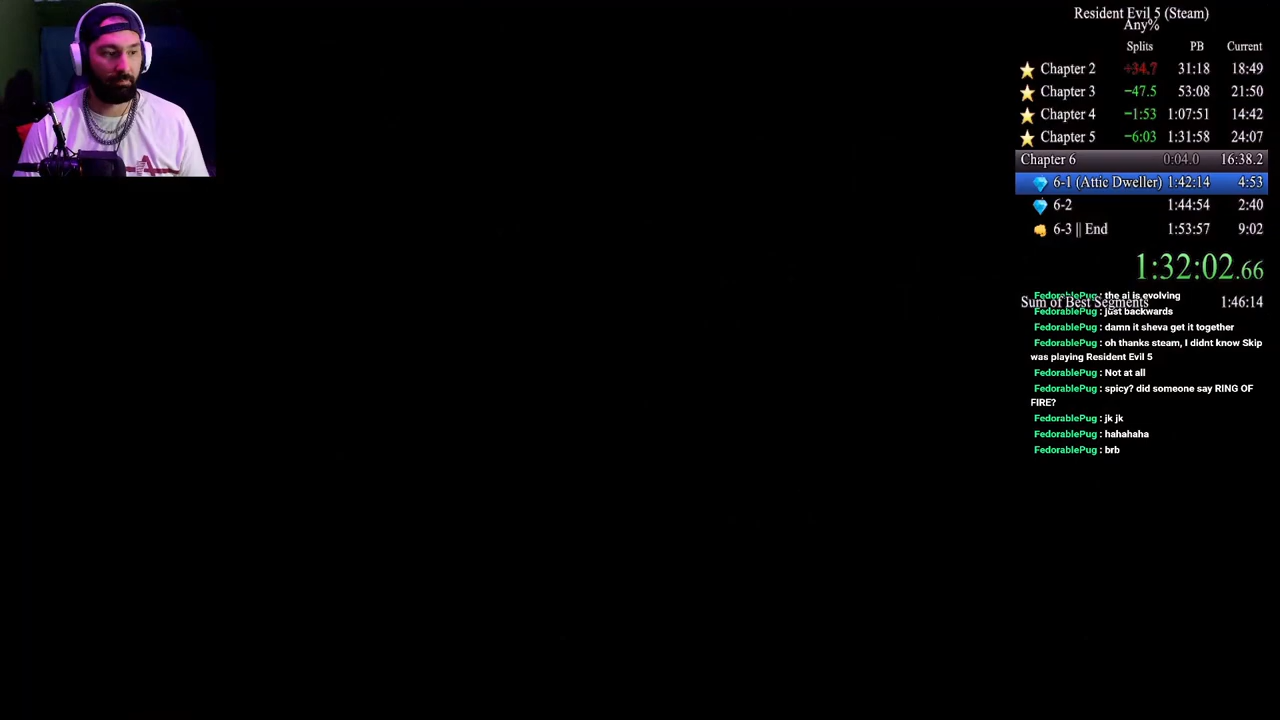 Resident Evil 5 (Steam)
Any%
Splits PB Current
Chapter 2 +34.7 31:18 18:49
Chapter 3 −47.5 53:08 21:50
Chapter 4 −1:53 1:07:51 14:42
Chapter 5 −6:03 1:31:58 24:07
Chapter 6 0:04.0 16:38.2
6-1 (Attic Dweller) 1:42:14 4:53
6-2 1:44:54 2:40
6-3 || End 1:53:57 9:02
1:32:02.66
FedorablePug : the ai is evolving
Sum of Best Segments 1:46:14
FedorablePug : just backwards
FedorablePug : damn it sheva get it together
FedorablePug : oh thanks steam, I didnt know Skip
was playing Resident Evil 5
FedorablePug : Not at all
FedorablePug : spicy? did someone say RING OF
FIRE?
FedorablePug : jk jk
FedorablePug : hahahaha
FedorablePug : brb